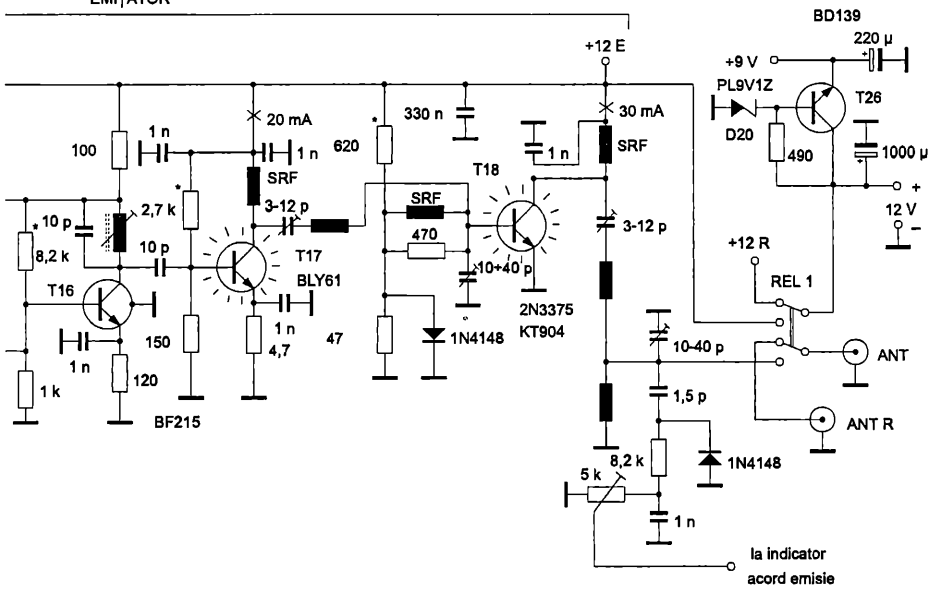 BD139
+12 E
220 µ
+
+9 V
PL9V1Z
T26
20 mA
330 n
30 mA
D20
1 n
1 n
100
*
620
1 n
SRF
490
1000 µ
+
SRF
T18
*
2,7 k
3-12 p
SRF
+
12 V
-
10 p
*
8,2 k
10 p
470
3-12 p
+12 R
T17
BLY61
10÷40 p
REL 1
T16
2N3375
KT904
1 n
150
4,7
47
1N4148
10-40 p
ANT
1 n
120
1 k
1,5 p
BF215
ANT R
8,2 k
1N4148
5 k
1 n
la indicator
acord emisie